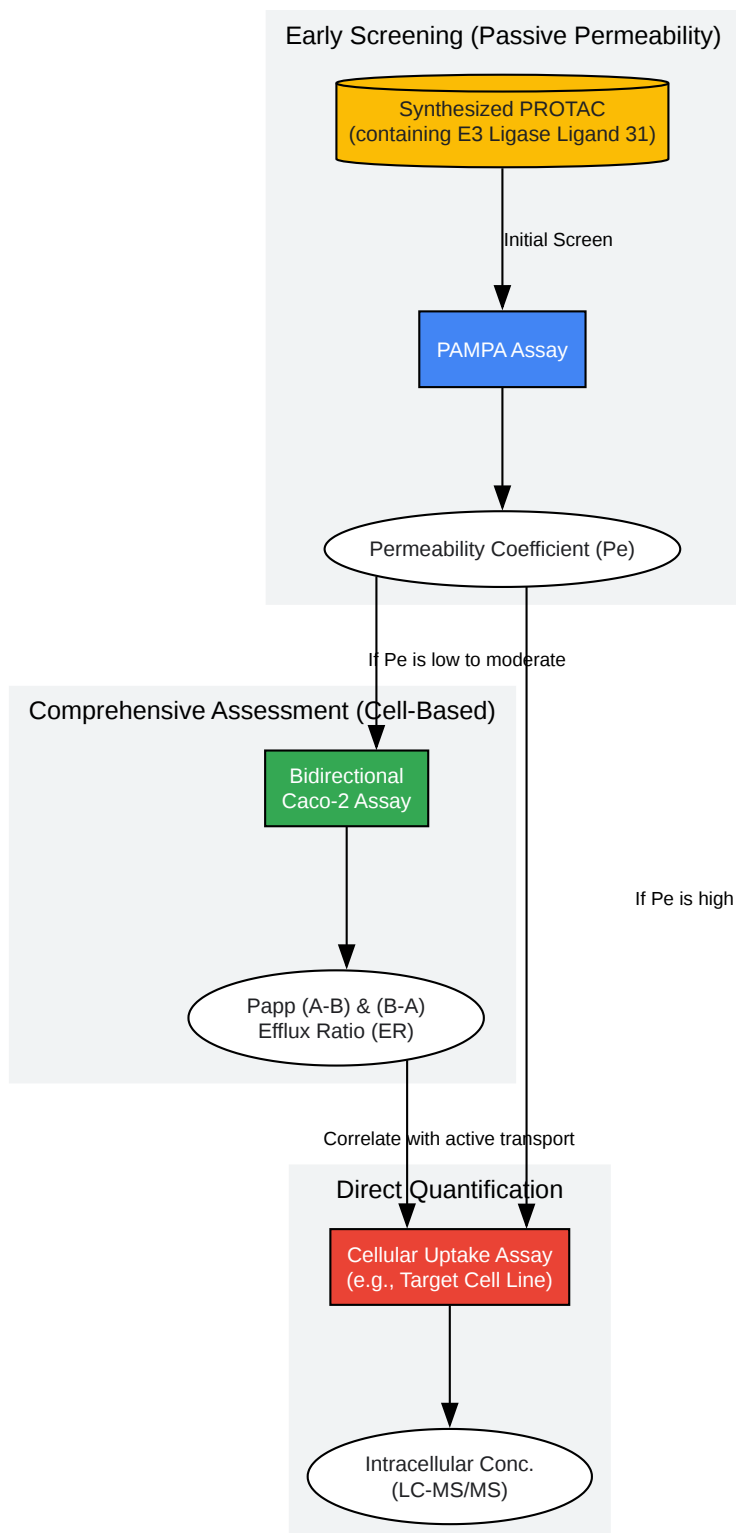 Early Screening (Passive Permeability)
Synthesized PROTAC
(containing E3 Ligase Ligand 31)
Initial Screen
PAMPA Assay
Permeability Coefficient (Pe)
If Pe is low to moderate
Comprehensive Assessment (Cell-Based)
Bidirectional
Caco-2 Assay
If Pe is high
Papp (A-B) & (B-A)
Efflux Ratio (ER)
Correlate with active transport
Direct Quantification
Cellular Uptake Assay
(e.g., Target Cell Line)
Intracellular Conc.
(LC-MS/MS)